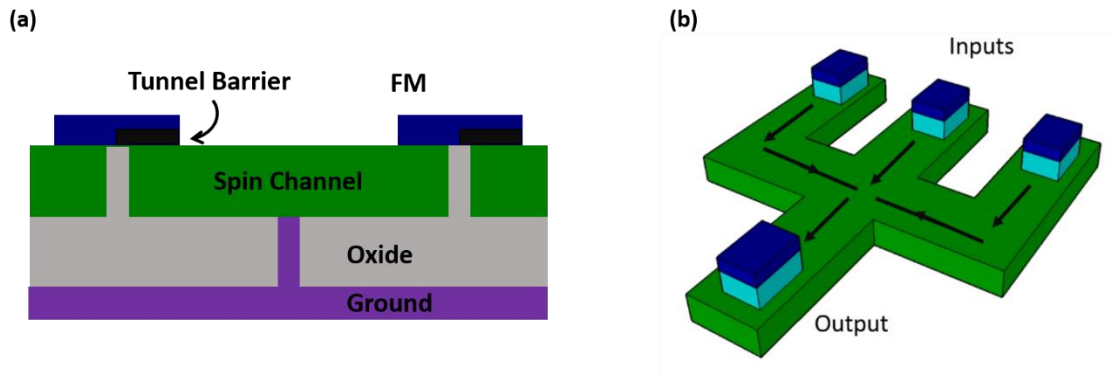 (a)
Tunnel Barrier
FM
Spin Channel
Oxide
Ground
(b)
Inputs
Output